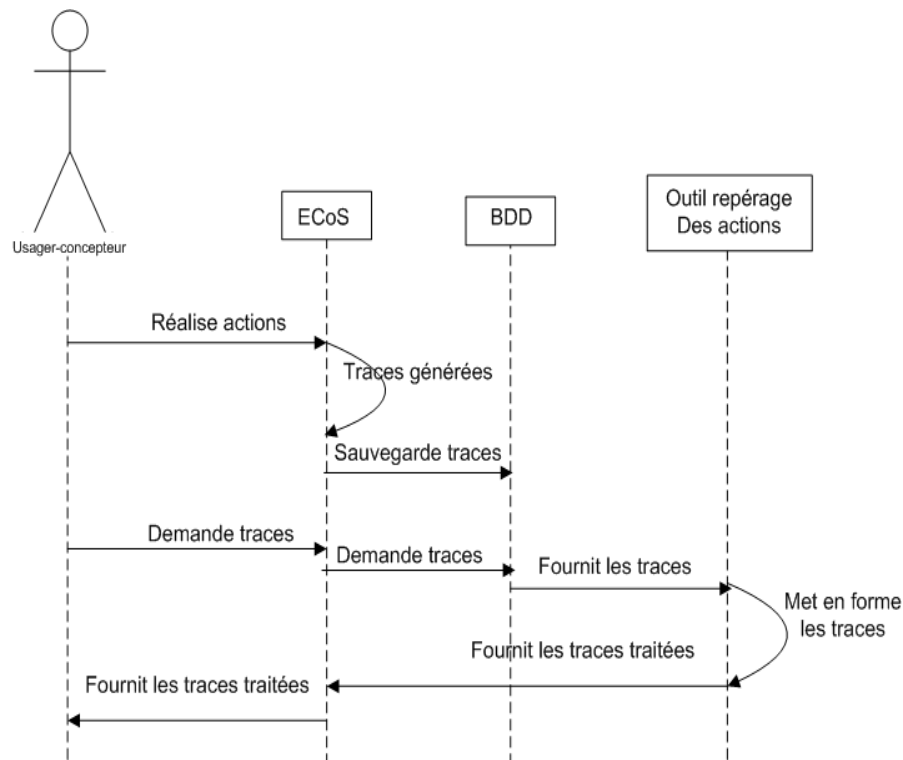 Usager-concepteur
ECoS
BDD
Outil repérage
Des actions
Réalise actions
Traces générées
Sauvegarde traces
Demande traces
Demande traces
Fournit les traces
Met en forme
les traces
Fournit les traces traitées
Fournit les traces traitées